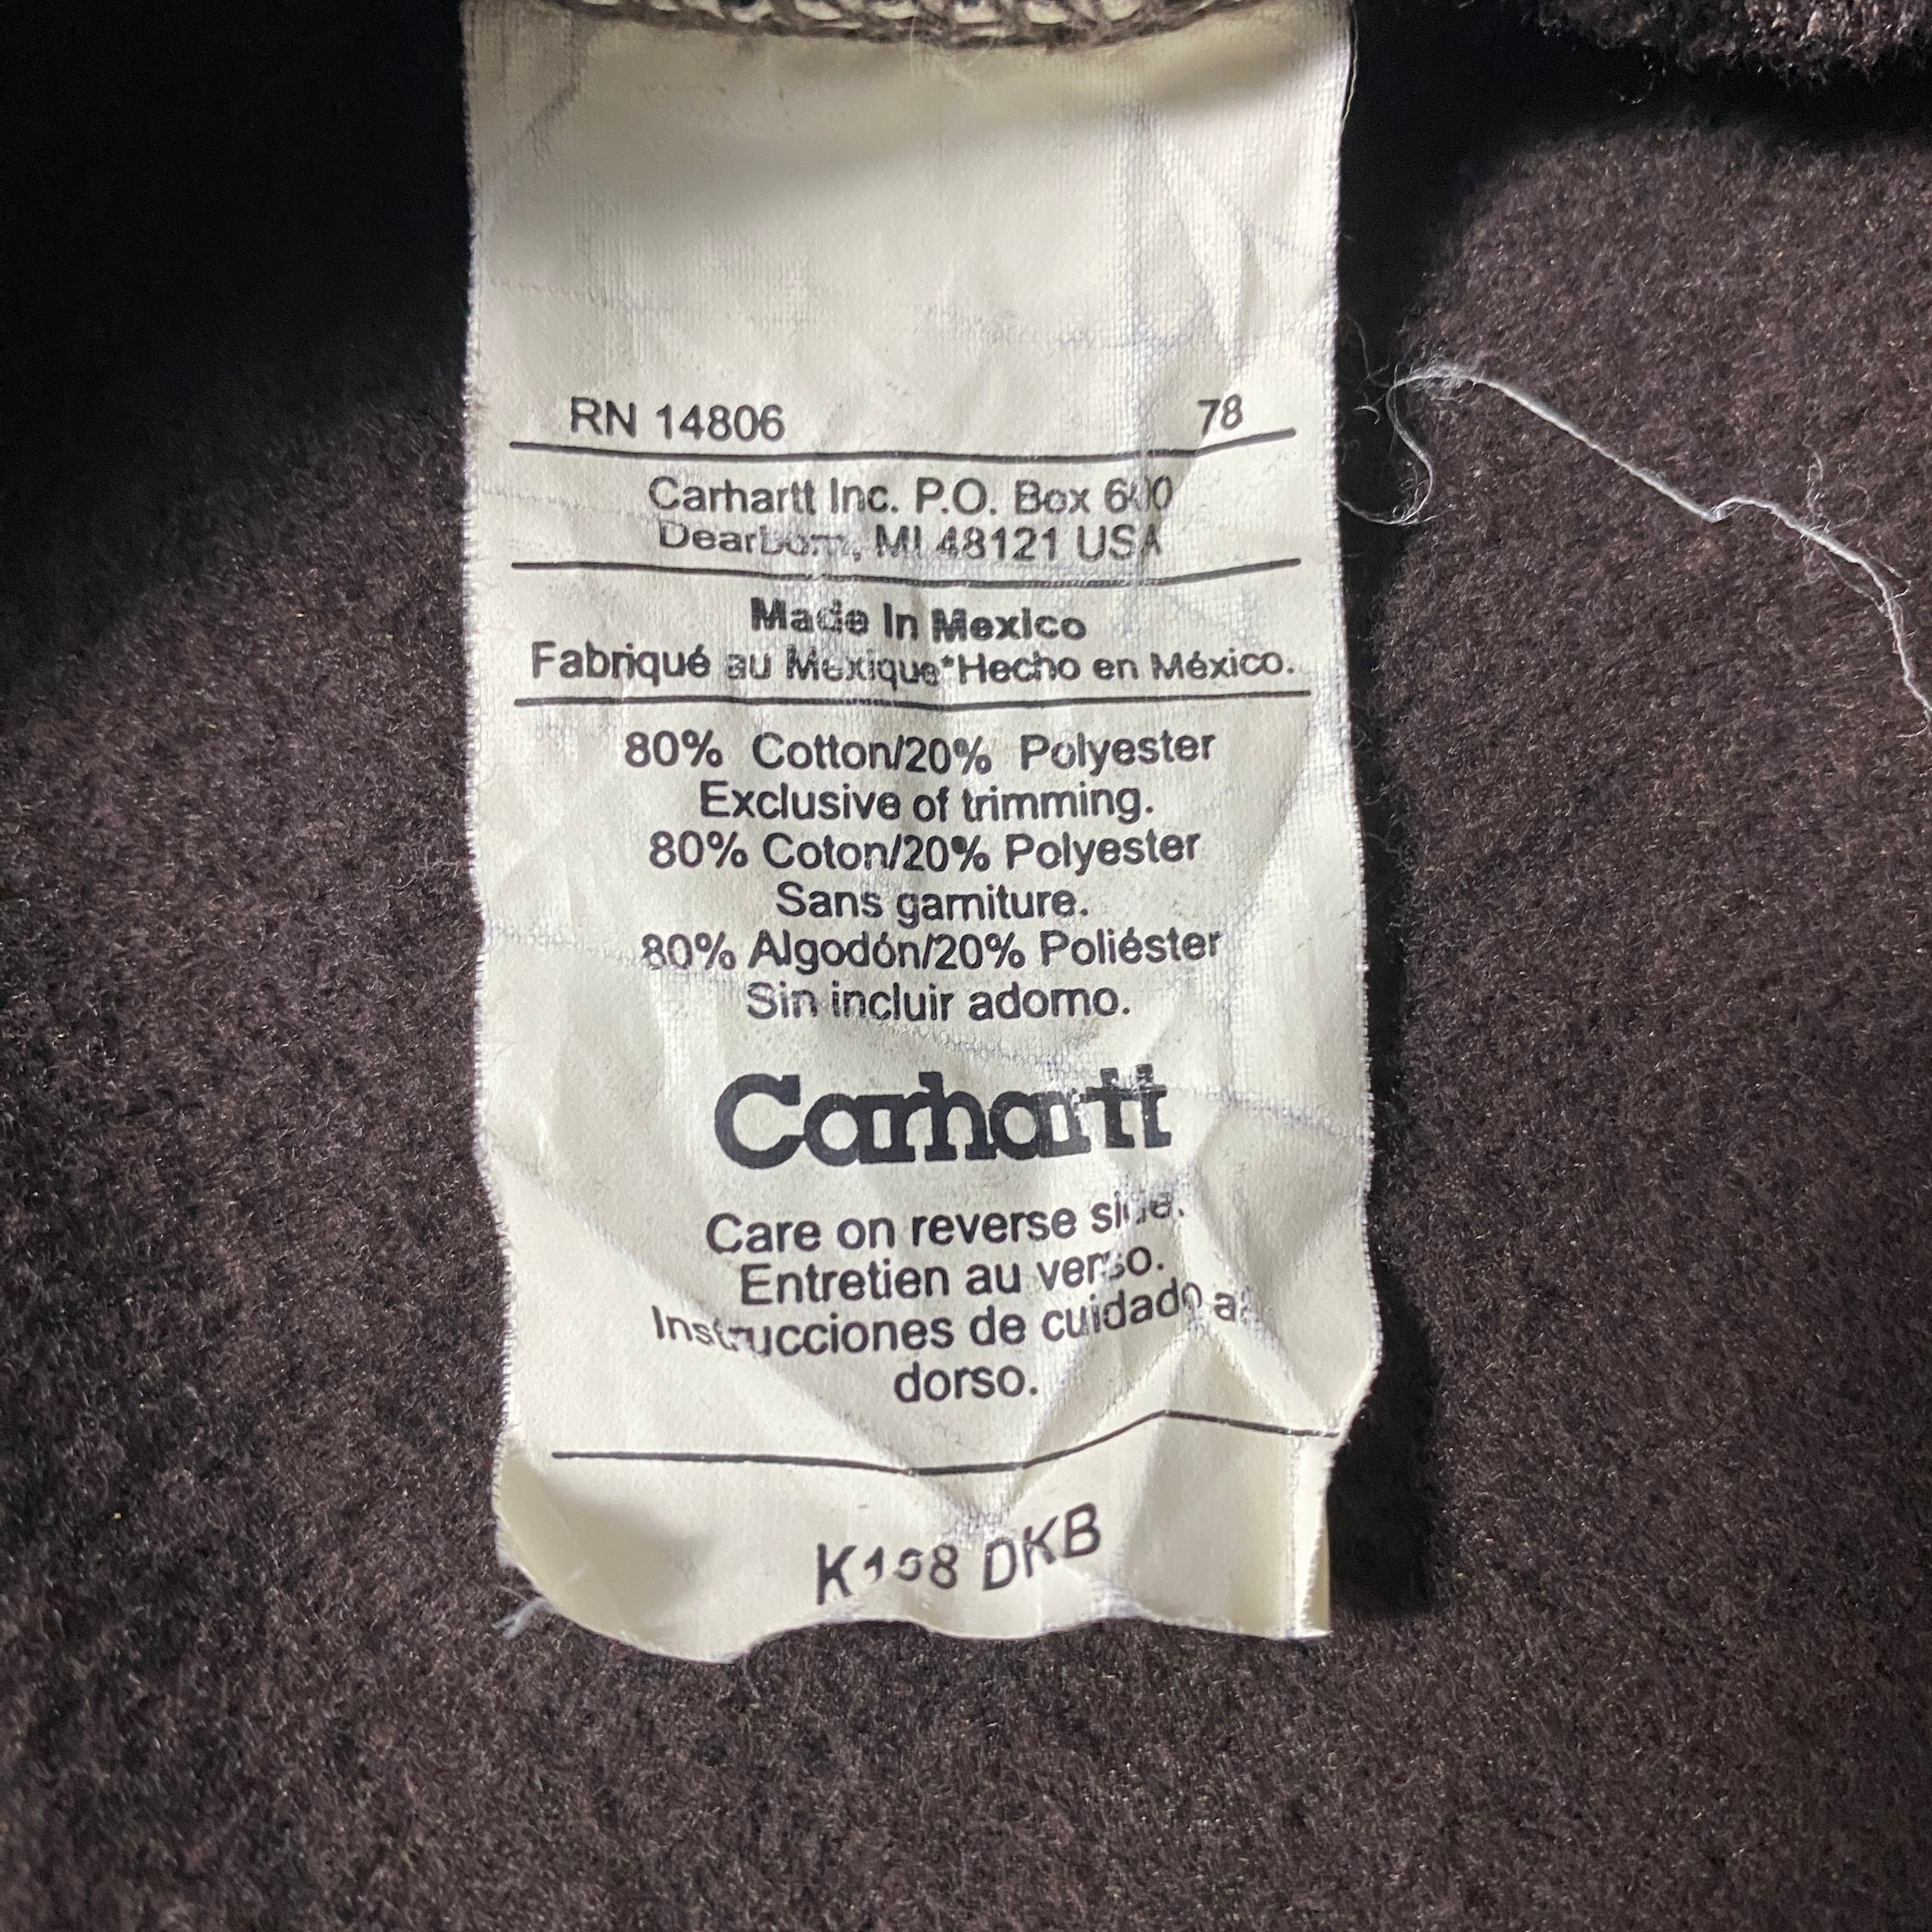 RN 14806 78
Carhartt Inc. P.O. Box 600
Dearborn, MI 48121 USA
Made In Mexico
Fabriqué au Mexique*Hecho en México.
80% Cotton/20% Polyester
Exclusive of trimming.
80% Coton/20% Polyester
Sans garniture.
80% Algodón/20% Poliéster
Sin incluir adorno.
Carhartt
Care on reverse side.
Entretien au verso.
Instrucciones de cuidado al
dorso.
DKB